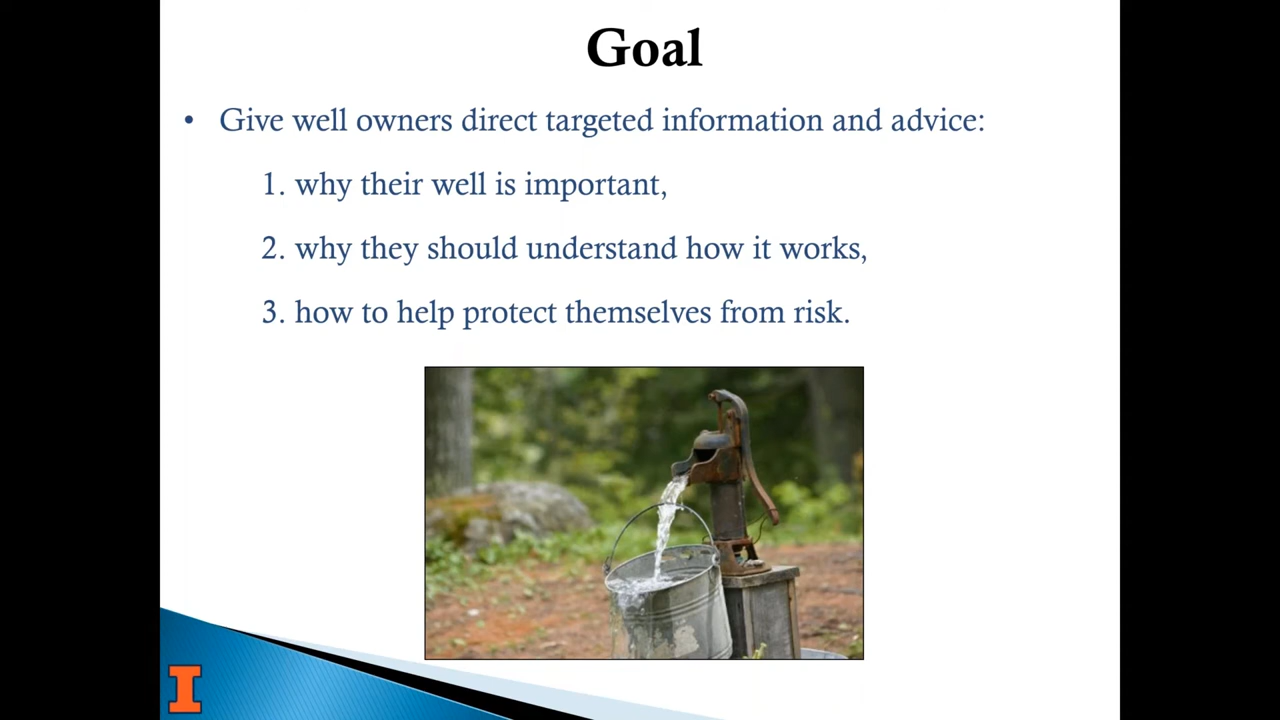 Goal
• Give well owners direct targeted information and advice:
1. why their well is important,
2. why they should understand how it works,
3. how to help protect themselves from risk.
I